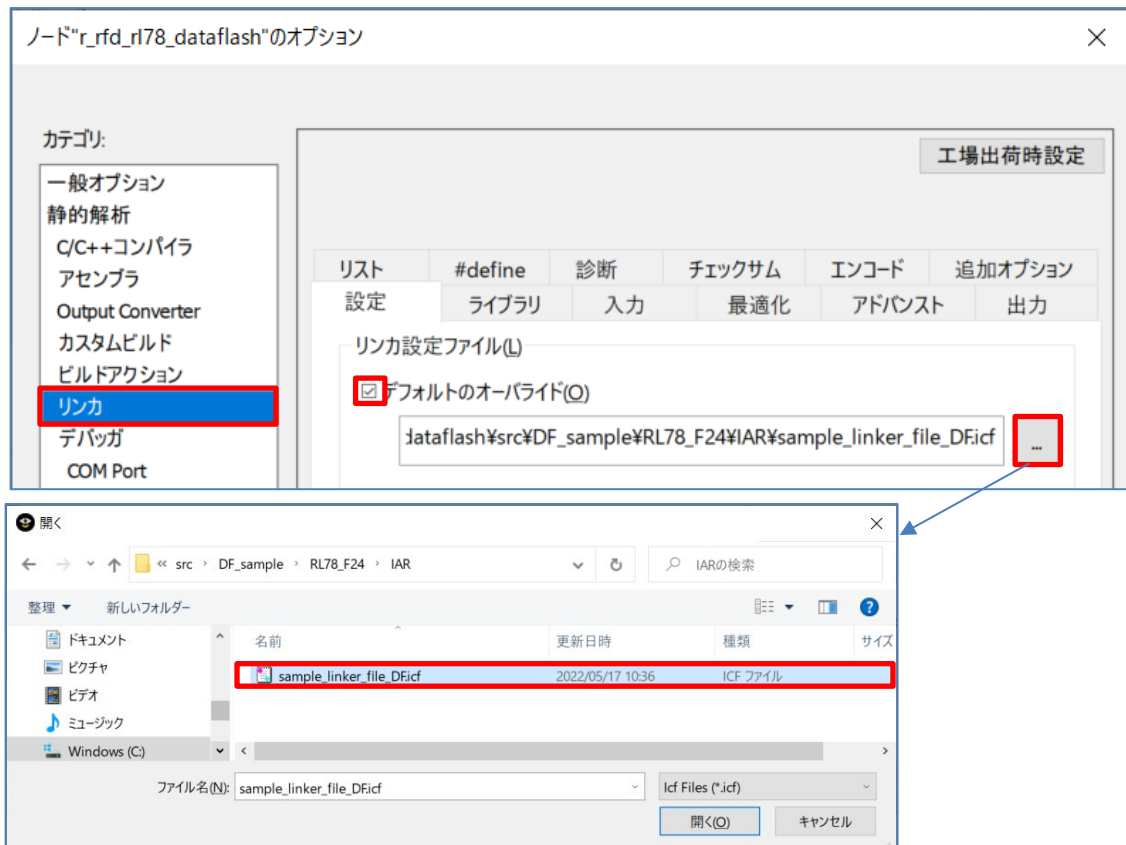 ノード"r_rfd_rl78_dataflash"のオプション
カテゴリ:
工場出荷時設定
一般オプション
静的解析
C/C++コンパイラ
アセンブラ
Output Converter
カスタムビルド
ビルドアクション
リンカ
デバッガ
COM Port
リスト #define 診断 チェックサム エンコード 追加オプション
設定 ライブラリ 入力 最適化 アドバンスト 出力
リンカ設定ファイル(L)
デフォルトのオーバライド(O)
dataflash¥src¥DF_sample¥RL78_F24¥IAR¥sample_linker_file_DF.icf
...
開く
« src › DF_sample › RL78_F24 › IAR
IARの検索
整理 新しいフォルダー
ドキュメント
ピクチャ
ビデオ
ミュージック
Windows (C:)
名前 更新日時 種類 サイズ
sample_linker_file_DF.icf 2022/05/17 10:36 ICF ファイル
ファイル名(N): sample_linker_file_DF.icf Icf Files (*.icf)
開く(O) キャンセル